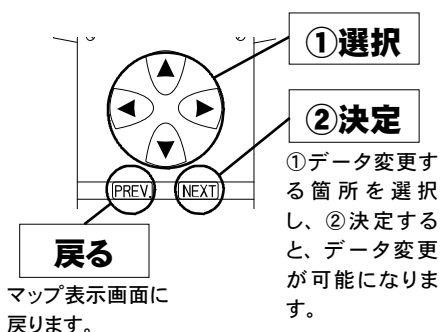 ①選択
②決定
①データ変更す
る箇所を選択
し、②決定する
と、データ変更
が可能になりま
す。
PREV.
NEXT
戻る
マップ表示画面に
戻ります。